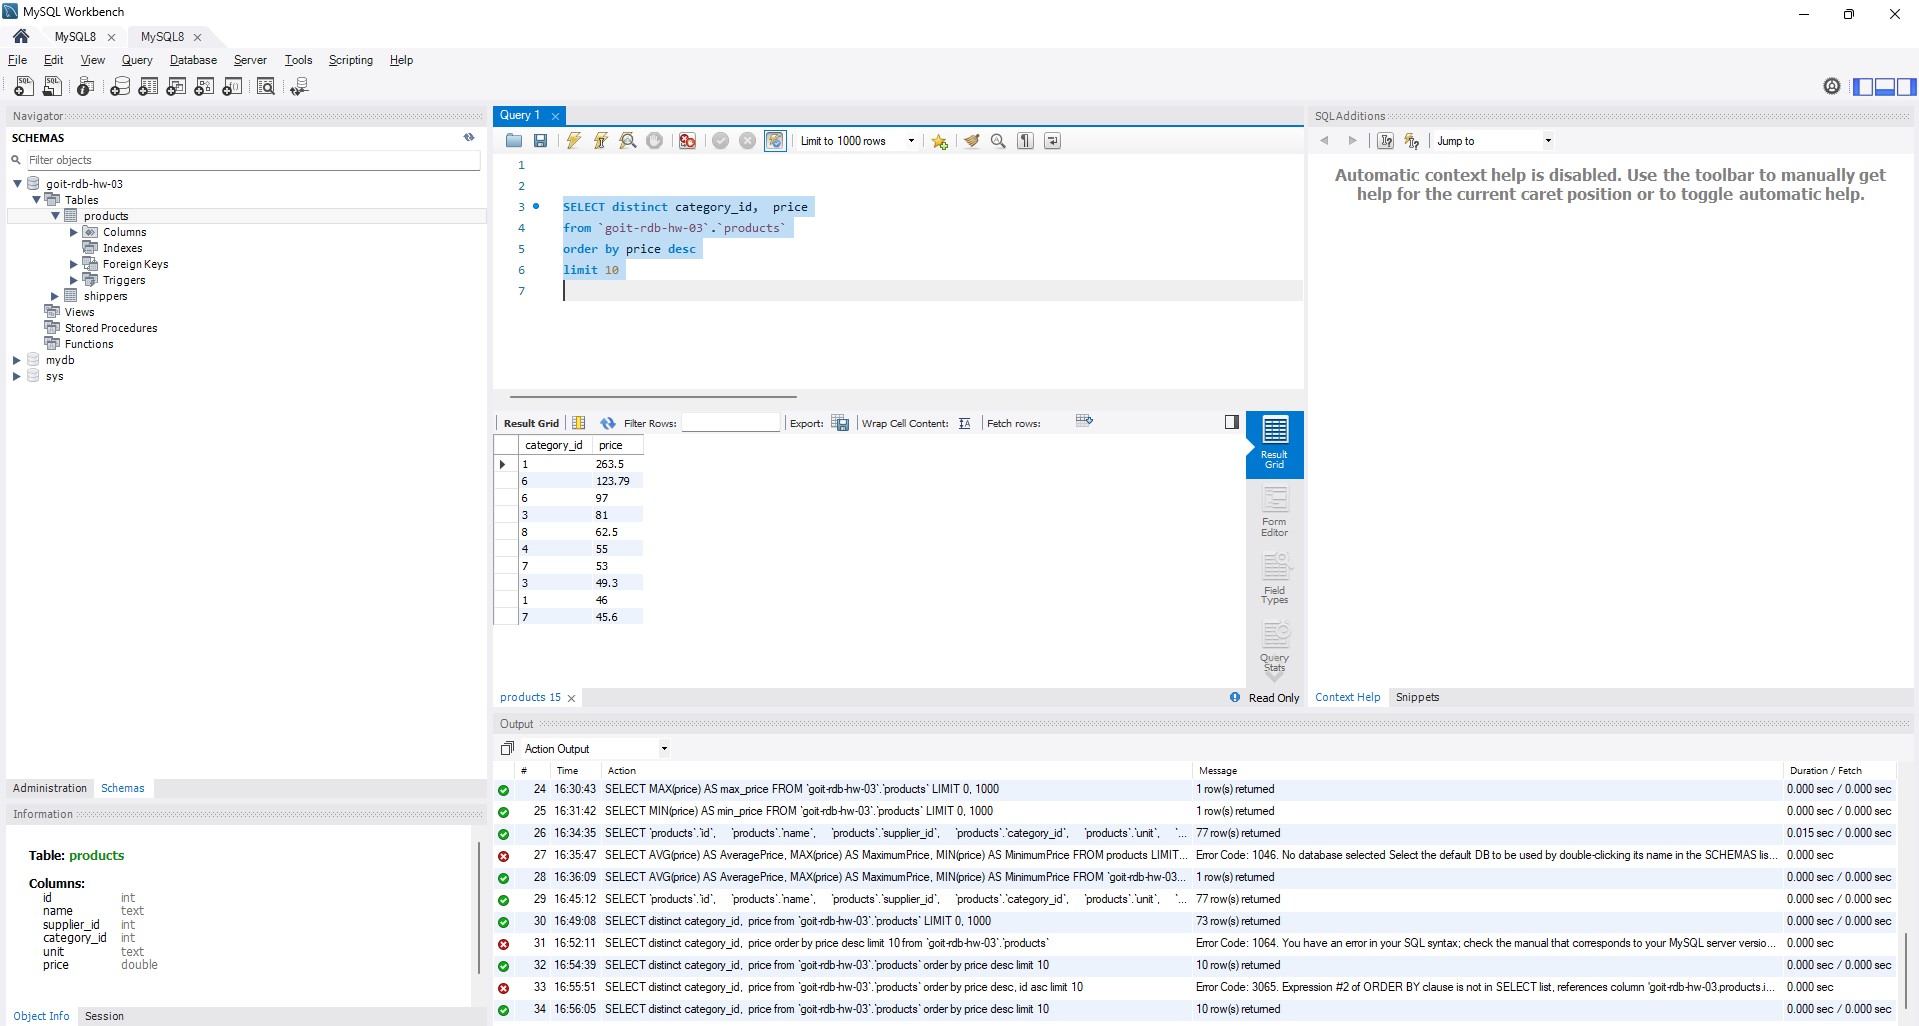 MySQL Workbench
MySQL8
MySQL8
File Edit View Query Database Server Tools Scripting Help
Navigator
SCHEMAS
Filter objects
goit-rdb-hw-03
Tables
products
Columns
Indexes
Foreign Keys
Triggers
shippers
Views
Stored Procedures
Functions
mydb
sys
Administration Schemas
Information
Table: products
Columns:
id int
name text
supplier_id int
category_id int
unit text
price double
Object Info Session
Query 1
Limit to 1000 rows
1
2
3 SELECT distinct category_id, price
4 from `goit-rdb-hw-03`.`products`
5 order by price desc
6 limit 10
7
Result Grid Filter Rows: Export: Wrap Cell Content: Fetch rows:
category_id price
1 263.5
6 123.79
6 97
3 81
8 62.5
4 55
7 53
3 49.3
1 46
7 45.6
Result Grid
Form Editor
Field Types
Query Stats
products 15
Read Only
SQLAdditions
Jump to
Automatic context help is disabled. Use the toolbar to manually get
help for the current caret position or to toggle automatic help.
Context Help Snippets
Output
Action Output
# Time Action Message Duration / Fetch
24 16:30:43 SELECT MAX(price) AS max_price FROM `goit-rdb-hw-03`.`products` LIMIT 0, 1000 1 row(s) returned 0.000 sec / 0.000 sec
25 16:31:42 SELECT MIN(price) AS min_price FROM `goit-rdb-hw-03`.`products` LIMIT 0, 1000 1 row(s) returned 0.000 sec / 0.000 sec
26 16:34:35 SELECT `products`.`id`, `products`.`name`, `products`.`supplier_id`, `products`.`category_id`, `products`.`unit`, `... 77 row(s) returned 0.015 sec / 0.000 sec
27 16:35:47 SELECT AVG(price) AS AveragePrice, MAX(price) AS MaximumPrice, MIN(price) AS MinimumPrice FROM products LIMIT... Error Code: 1046. No database selected Select the default DB to be used by double-clicking its name in the SCHEMAS lis... 0.000 sec
28 16:36:09 SELECT AVG(price) AS AveragePrice, MAX(price) AS MaximumPrice, MIN(price) AS MinimumPrice FROM `goit-rdb-hw-03... 1 row(s) returned 0.000 sec / 0.000 sec
29 16:45:12 SELECT `products`.`id`, `products`.`name`, `products`.`supplier_id`, `products`.`category_id`, `products`.`unit`, `... 77 row(s) returned 0.000 sec / 0.000 sec
30 16:49:08 SELECT distinct category_id, price from `goit-rdb-hw-03`.`products` LIMIT 0, 1000 73 row(s) returned 0.000 sec / 0.000 sec
31 16:52:11 SELECT distinct category_id, price order by price desc limit 10 from `goit-rdb-hw-03`.`products` Error Code: 1064. You have an error in your SQL syntax; check the manual that corresponds to your MySQL server versio... 0.000 sec
32 16:54:39 SELECT distinct category_id, price from `goit-rdb-hw-03`.`products` order by price desc limit 10 10 row(s) returned 0.000 sec / 0.000 sec
33 16:55:51 SELECT distinct category_id, price from `goit-rdb-hw-03`.`products` order by price desc, id asc limit 10 Error Code: 3065. Expression #2 of ORDER BY clause is not in SELECT list, references column 'goit-rdb-hw-03.products.i... 0.000 sec
34 16:56:05 SELECT distinct category_id, price from `goit-rdb-hw-03`.`products` order by price desc limit 10 10 row(s) returned 0.000 sec / 0.000 sec